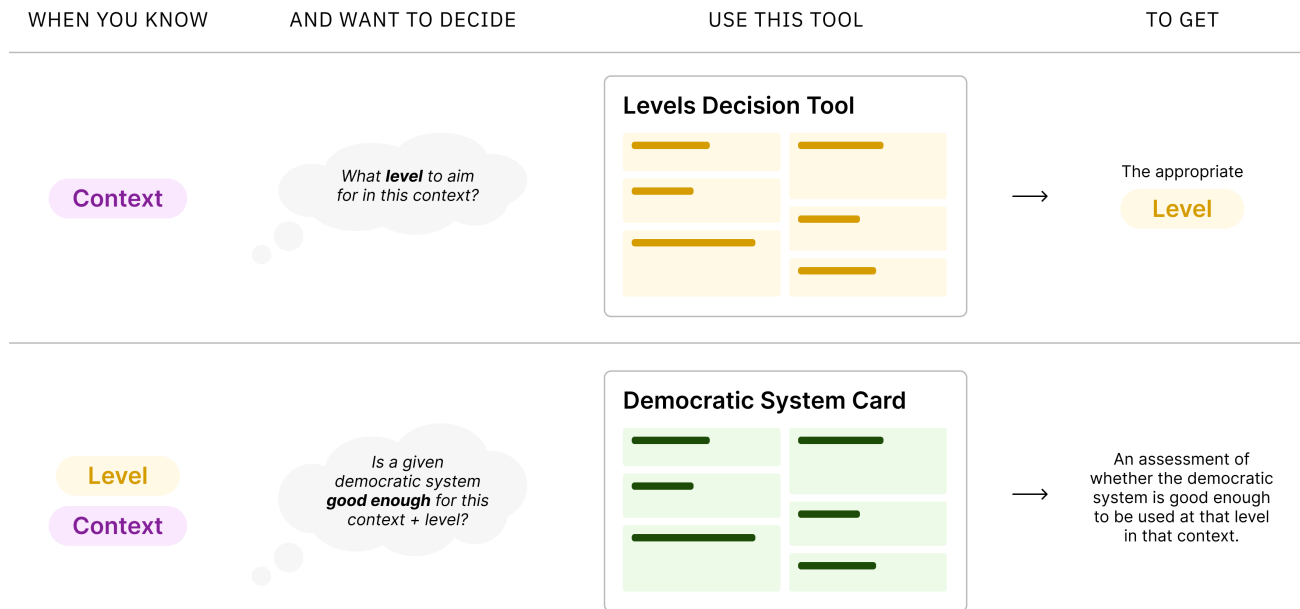 WHEN YOU KNOW
AND WANT TO DECIDE
USE THIS TOOL
TO GET
Context
What level to aim
for in this context?
Levels Decision Tool
The appropriate
Level
Level
Context
Is a given
democratic system
good enough for this
context + level?
Democratic System Card
An assessment of
whether the democratic
system is good enough
to be used at that level
in that context.